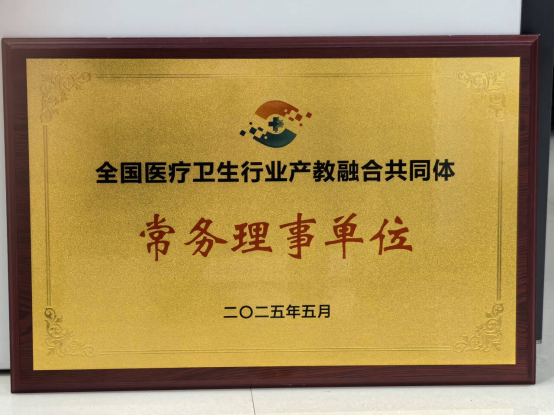 全国医疗卫生行业产教融合共同体
常务理事单位
二〇二五年五月